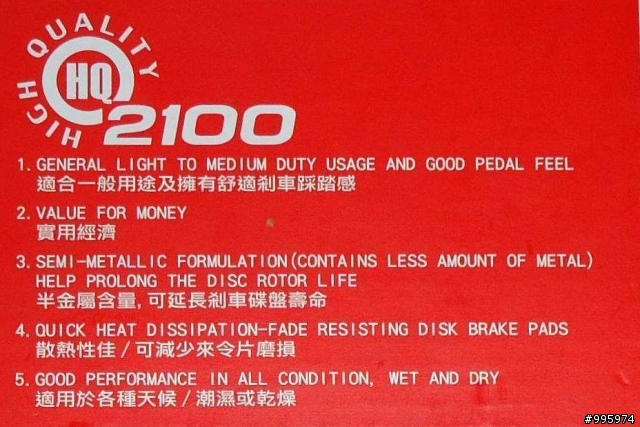 HIGH QUALITY
HQ
2100
1. GENERAL LIGHT TO MEDIUM DUTY USAGE AND GOOD PEDAL FEEL
適合一般用途及擁有舒適剎車踩踏感
2. VALUE FOR MONEY
實用經濟
3. SEMI-METALLIC FORMULATION(CONTAINS LESS AMOUNT OF METAL)
HELP PROLONG THE DISC ROTOR LIFE
半金屬含量,可延長剎車碟盤壽命
4. QUICK HEAT DISSIPATION-FADE RESISTING DISK BRAKE PADS
散熱性佳/可減少來令片磨損
5. GOOD PERFORMANCE IN ALL CONDITION, WET AND DRY
適用於各種天候/潮濕或乾燥
#995974